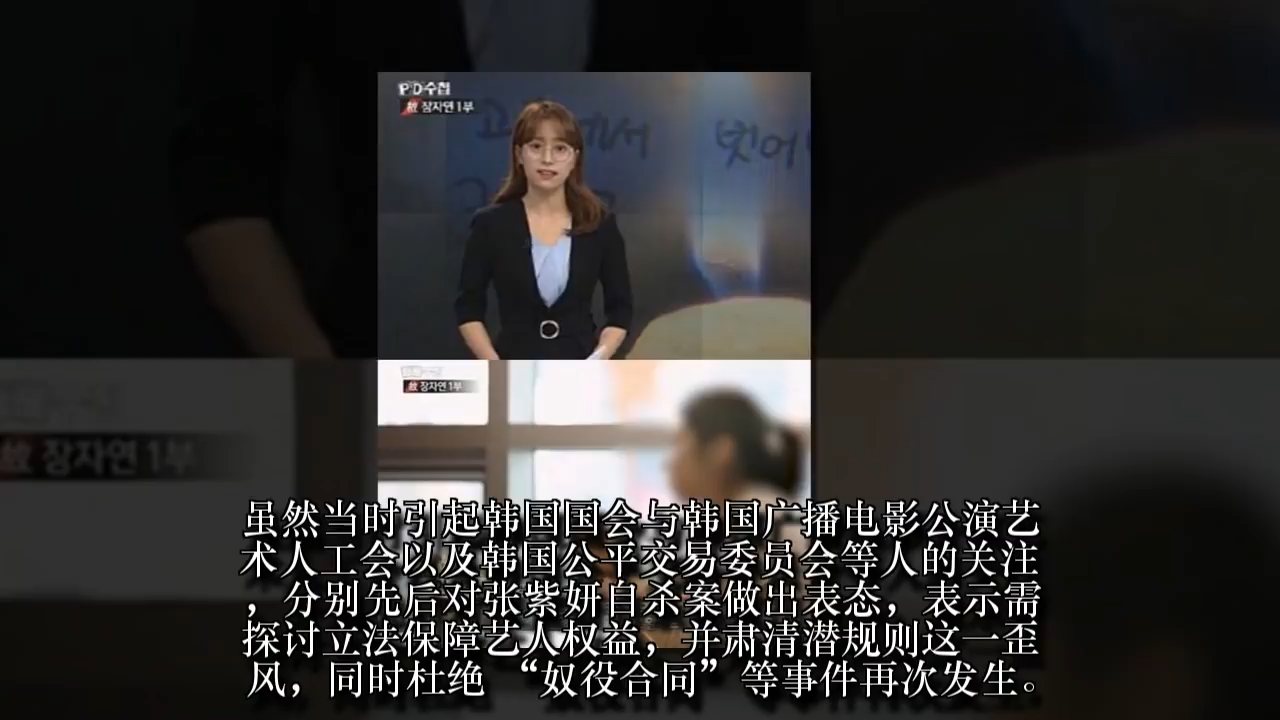 PD수첩
故 장자연 1부
에서
벗어
故 장자연 1부
故 장자연 1부
虽然当时引起韩国国会与韩国广播电影公演艺
术人工会以及韩国公平交易委员会等人的关注
，分别先后对张紫妍自杀案做出表态，表示需
探讨立法保障艺人权益，并肃清潜规则这一歪
风，同时杜绝 “奴役合同”等事件再次发生。